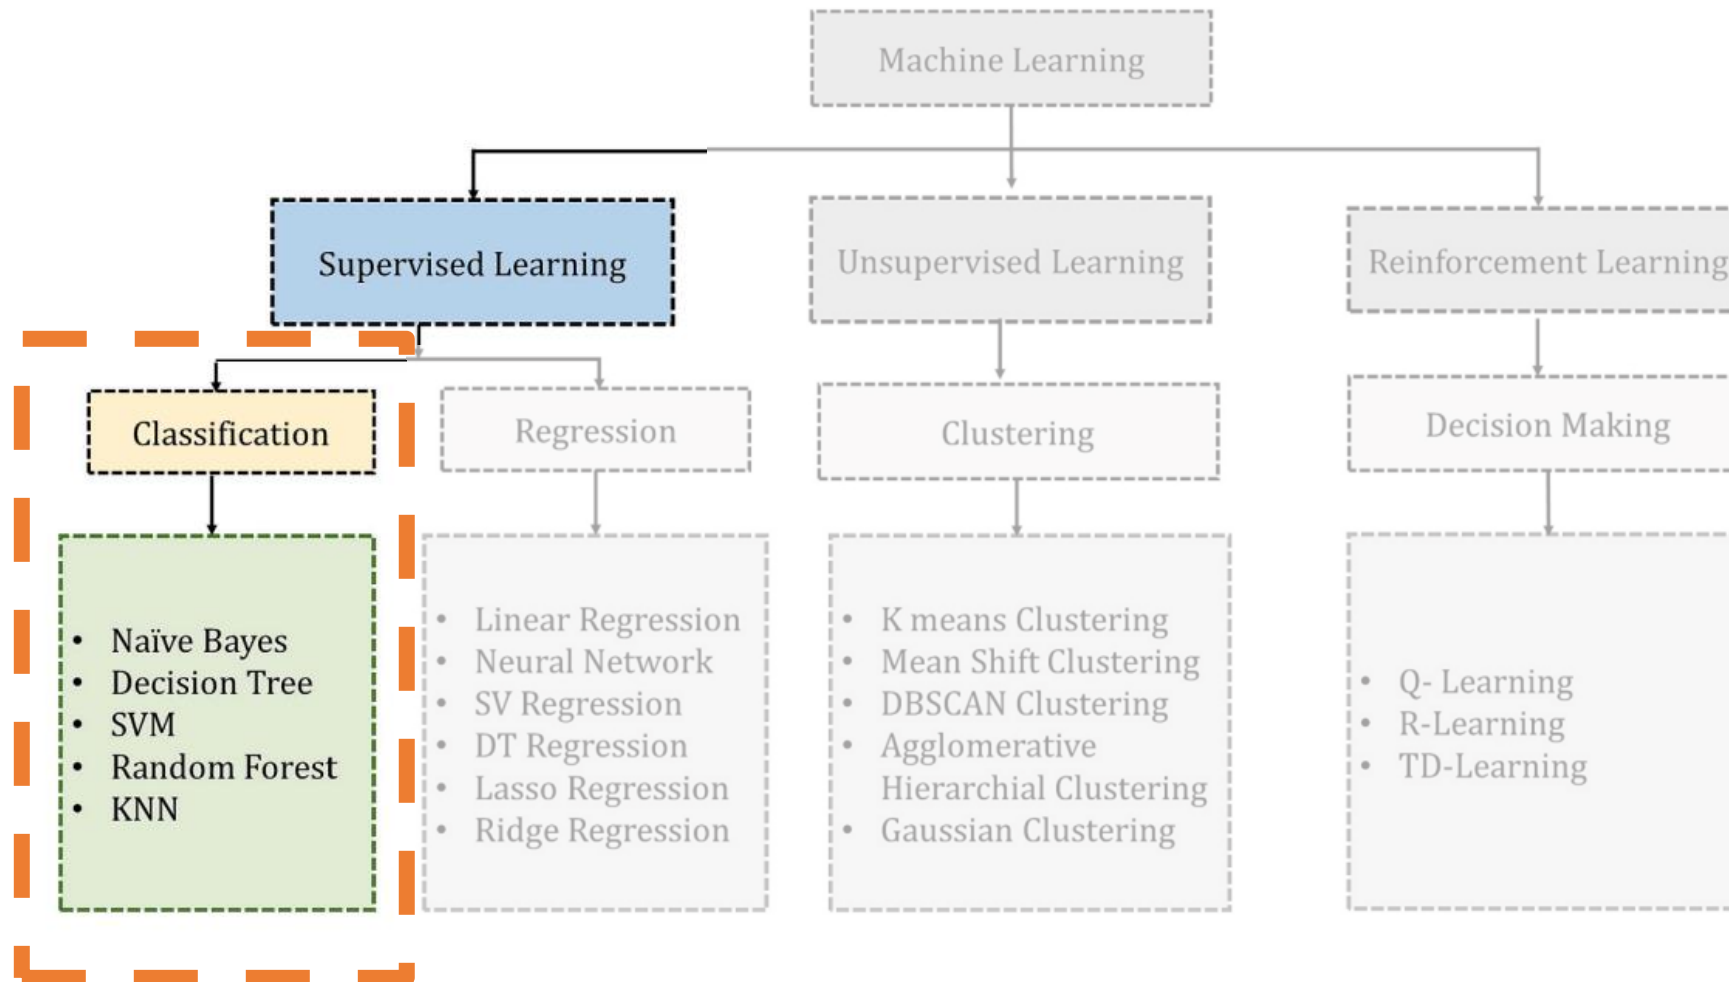 Machine Learning
Supervised Learning
Unsupervised Learning
Reinforcement Learning
Classification
Regression
Clustering
Decision Making
• Naïve Bayes
• Decision Tree
• SVM
• Random Forest
• KNN
• Linear Regression
• Neural Network
• SV Regression
• DT Regression
• Lasso Regression
• Ridge Regression
• K means Clustering
• Mean Shift Clustering
• DBSCAN Clustering
• Agglomerative
Hierarchial Clustering
• Gaussian Clustering
• Q- Learning
• R-Learning
• TD-Learning